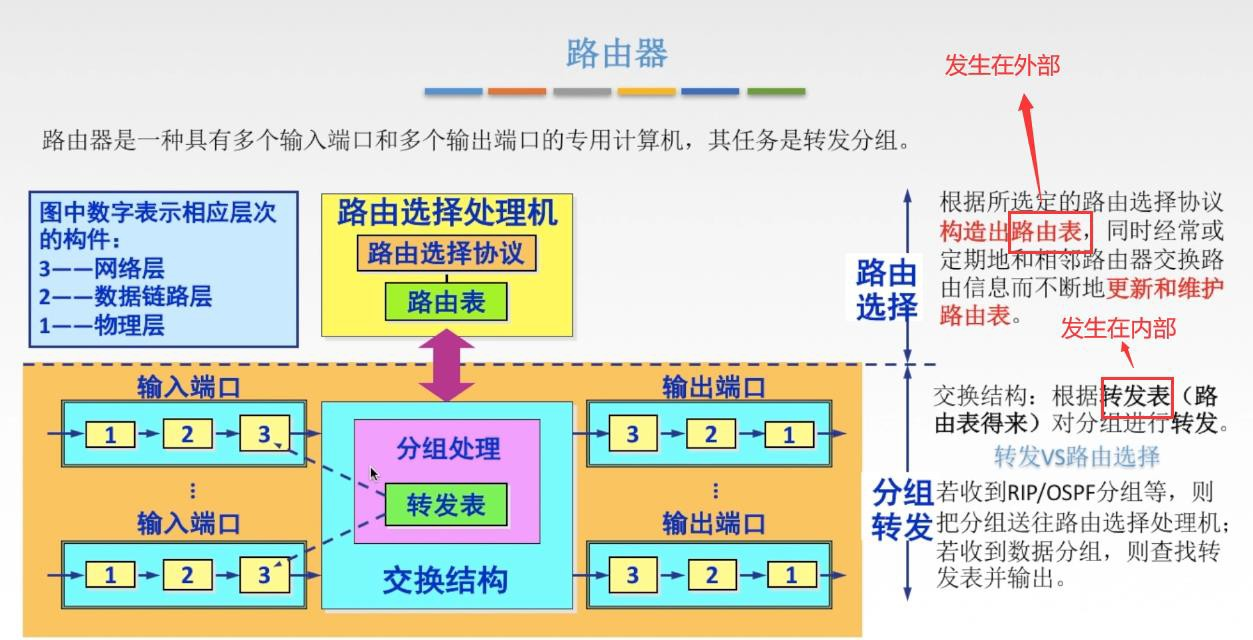 路由器
发生在外部
路由器是一种具有多个输入端口和多个输出端口的专用计算机，其任务是转发分组。
图中数字表示相应层次
的构件：
3——网络层
2——数据链路层
1——物理层
路由选择处理机
路由选择协议
路由表
路由
选择
根据所选定的路由选择协议
构造出路由表，同时经常或
定期地和相邻路由器交换路
由信息而不断地更新和维护
路由表。
发生在内部
输入端口
1 2 3
输入端口
1 2 3
分组处理
转发表
交换结构
输出端口
3 2 1
输出端口
3 2 1
分组
转发
交换结构：根据转发表（路
由表得来）对分组进行转发。
转发VS路由选择
若收到RIP/OSPF分组等，则
把分组送往路由选择处理机；
若收到数据分组，则查找转
发表并输出。